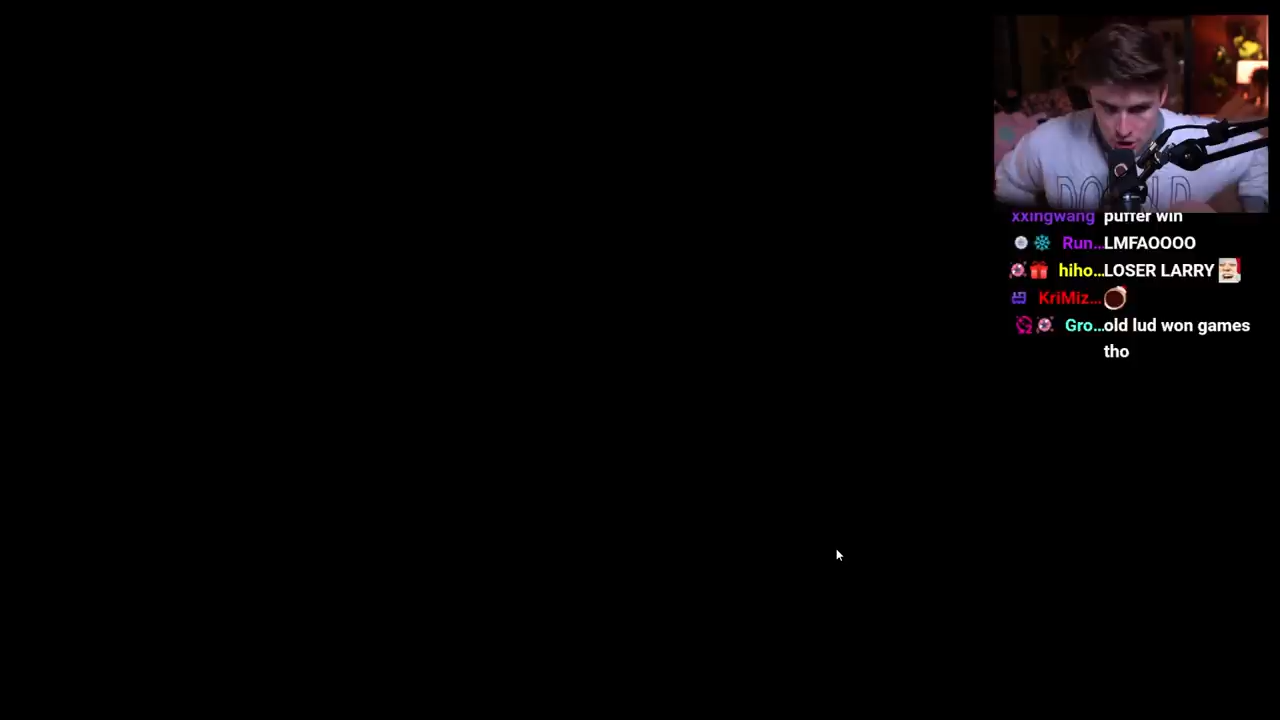 xxingwang puffer win
Run... LMFAOOOO
hiho... LOSER LARRY
KriMiz...
Gro... old lud won games
tho